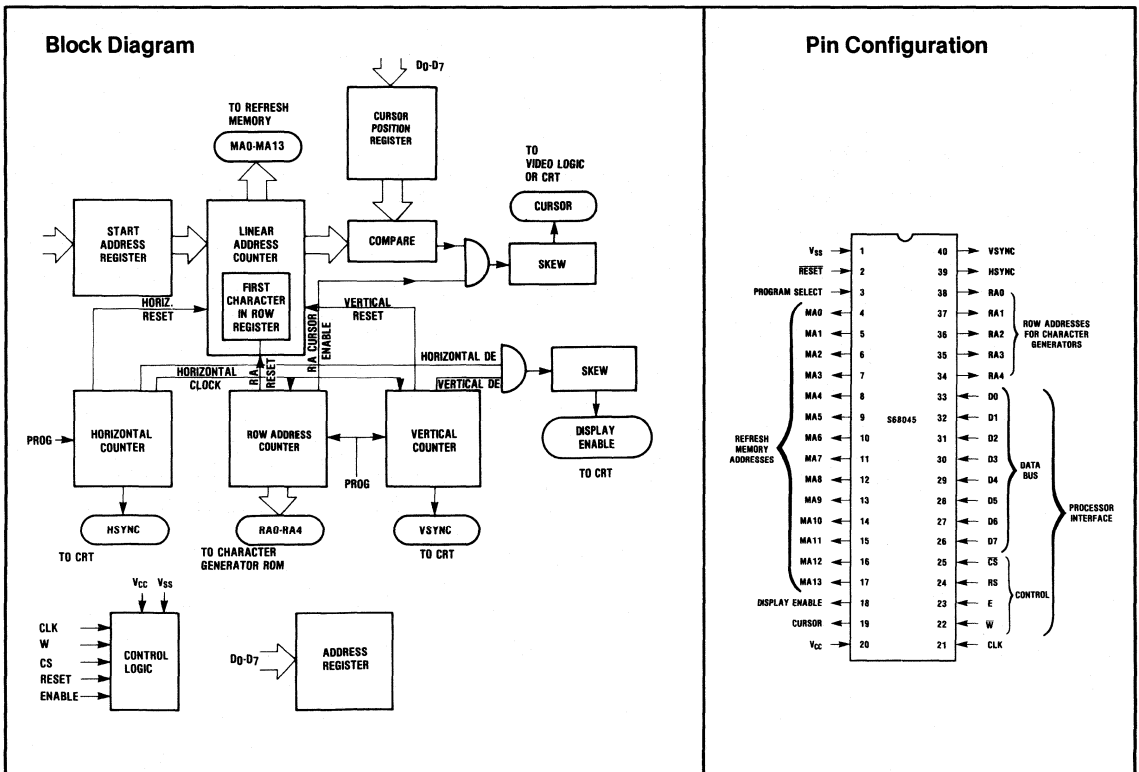 Block Diagram
D0-D7
TO REFRESH
MEMORY
MA0-MA13
CURSOR
POSITION
REGISTER
TO
VIDEO LOGIC
OR CRT
CURSOR
START
ADDRESS
REGISTER
LINEAR
ADDRESS
COUNTER
COMPARE
SKEW
FIRST
CHARACTER
IN ROW
REGISTER
HORIZ.
RESET
VERTICAL
RESET
RA CURSOR
ENABLE
RA
RESET
HORIZONTAL
CLOCK
HORIZONTAL DE
VERTICAL DE
SKEW
PROG
HORIZONTAL
COUNTER
ROW ADDRESS
COUNTER
VERTICAL
COUNTER
DISPLAY
ENABLE
TO CRT
PROG
HSYNC
TO CRT
RA0-RA4
TO CHARACTER
GENERATOR ROM
VSYNC
TO CRT
VCC VSS
CLK
W
CS
RESET
ENABLE
CONTROL
LOGIC
D0-D7
ADDRESS
REGISTER
Pin Configuration
VSS 1 40 VSYNC
RESET 2 39 HSYNC
PROGRAM SELECT 3 38 RA0
MA0 4 37 RA1
MA1 5 36 RA2
MA2 6 35 RA3
MA3 7 34 RA4
MA4 8 33 D0
MA5 9 S68045 32 D1
MA6 10 31 D2
MA7 11 30 D3
MA8 12 29 D4
MA9 13 28 D5
MA10 14 27 D6
MA11 15 26 D7
MA12 16 25 CS
MA13 17 24 RS
DISPLAY ENABLE 18 23 E
CURSOR 19 22 W
VCC 20 21 CLK
REFRESH
MEMORY
ADDRESSES
ROW ADDRESSES
FOR CHARACTER
GENERATORS
DATA
BUS
CONTROL
PROCESSOR
INTERFACE